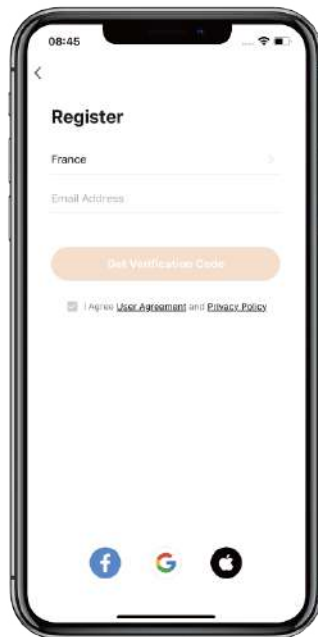 08:45
Register
France
Email Address
Get Verification Code
I Agree User Agreement and Privacy Policy